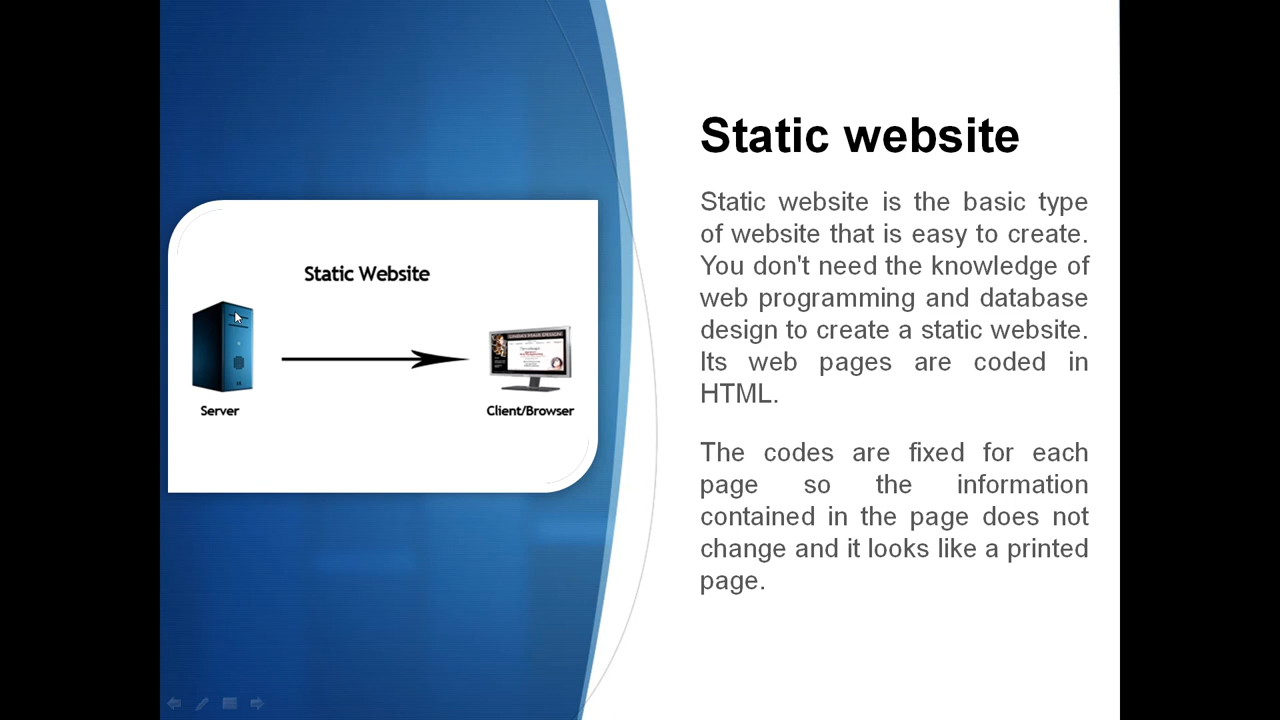 Static website
Static website is the basic type
of website that is easy to create.
You don't need the knowledge of
web programming and database
design to create a static website.
Its web pages are coded in
HTML.
The codes are fixed for each
page so the information
contained in the page does not
change and it looks like a printed
page.
Static Website
Server
Client/Browser